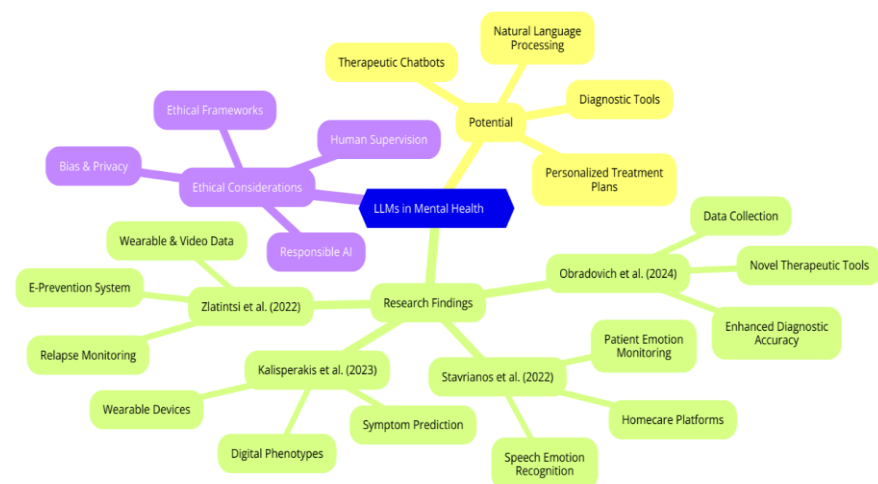 Natural Language
Processing
Therapeutic Chatbots
Diagnostic Tools
Potential
Personalized Treatment
Plans
Ethical Frameworks
Human Supervision
Bias & Privacy
Ethical Considerations
Responsible AI
LLMs in Mental Health
Research Findings
Wearable & Video Data
E-Prevention System
Zlatintsi et al. (2022)
Relapse Monitoring
Kalisperakis et al. (2023)
Wearable Devices
Digital Phenotypes
Symptom Prediction
Stavrianos et al. (2022)
Patient Emotion
Monitoring
Homecare Platforms
Speech Emotion
Recognition
Obradovich et al. (2024)
Data Collection
Novel Therapeutic Tools
Enhanced Diagnostic
Accuracy